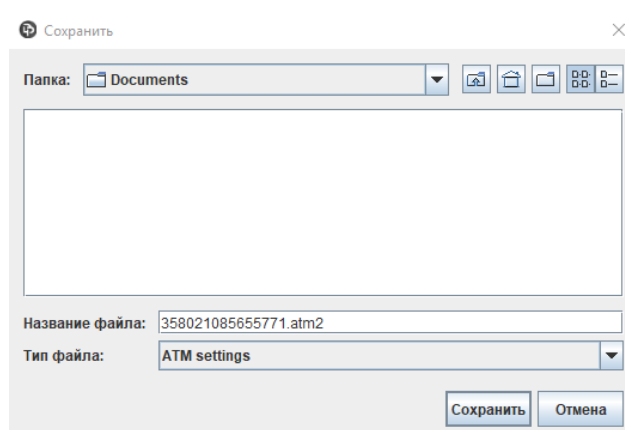 Сохранить
Папка: Documents
Название файла: 358021085655771.atm2
Тип файла: ATM settings
Сохранить Отмена